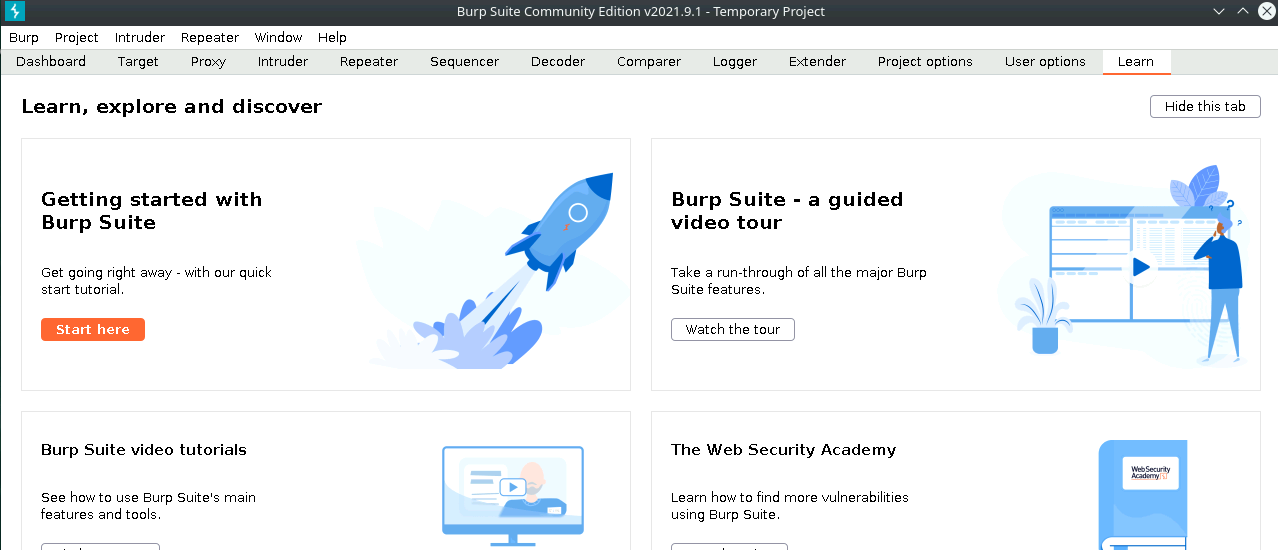 Burp Suite Community Edition v2021.9.1 - Temporary Project
Burp Project Intruder Repeater Window Help
Dashboard Target Proxy Intruder Repeater Sequencer Decoder Comparer Logger Extender Project options User options Learn
Learn, explore and discover
Hide this tab
Getting started with
Burp Suite
Get going right away - with our quick
start tutorial.
Start here
Burp Suite - a guided
video tour
Take a run-through of all the major Burp
Suite features.
Watch the tour
Burp Suite video tutorials
See how to use Burp Suite's main
features and tools.
The Web Security Academy
Learn how to find more vulnerabilities
using Burp Suite.
WebSecurity
Academy